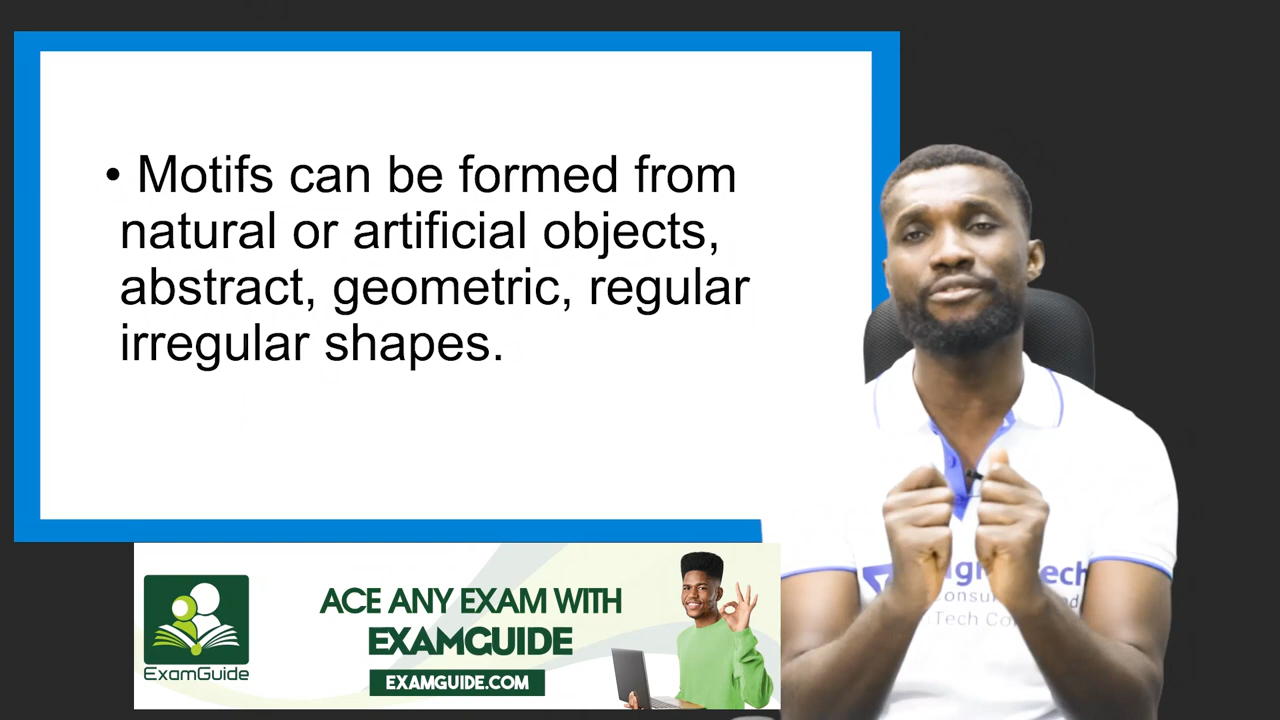 • Motifs can be formed from
natural or artificial objects,
abstract, geometric, regular
irregular shapes.
ExamGuide
ACE ANY EXAM WITH
EXAMGUIDE
EXAMGUIDE.COM